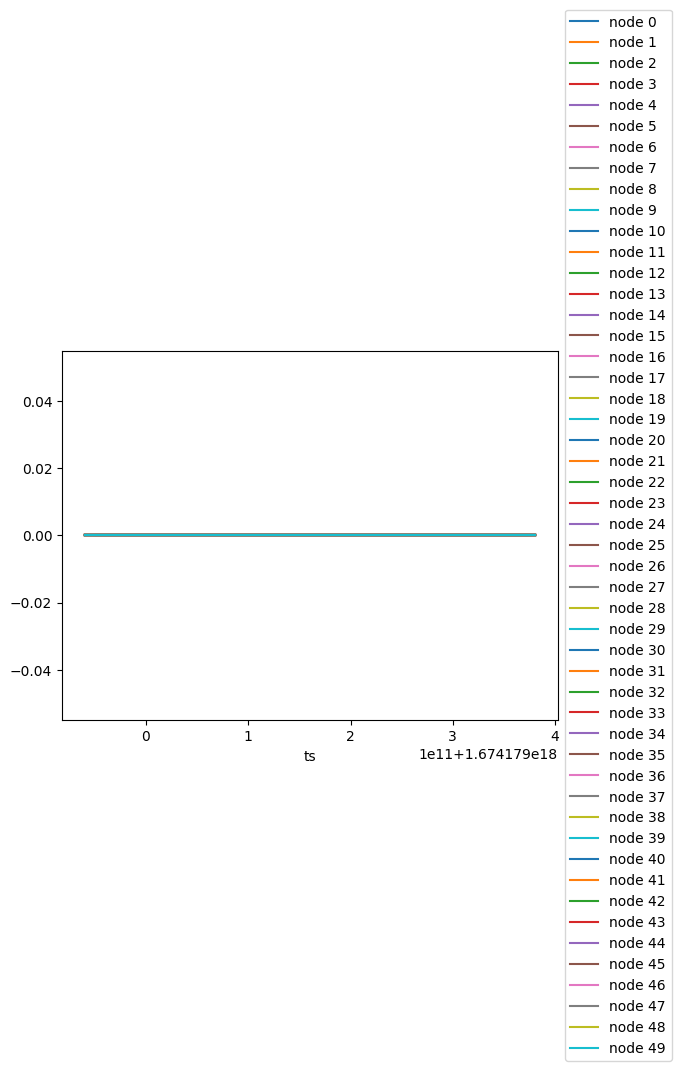 0.04
0.02
0.00
−0.02
−0.04
0 1 2 3 4
ts
1e11+1.674179e18
node 0
node 1
node 2
node 3
node 4
node 5
node 6
node 7
node 8
node 9
node 10
node 11
node 12
node 13
node 14
node 15
node 16
node 17
node 18
node 19
node 20
node 21
node 22
node 23
node 24
node 25
node 26
node 27
node 28
node 29
node 30
node 31
node 32
node 33
node 34
node 35
node 36
node 37
node 38
node 39
node 40
node 41
node 42
node 43
node 44
node 45
node 46
node 47
node 48
node 49